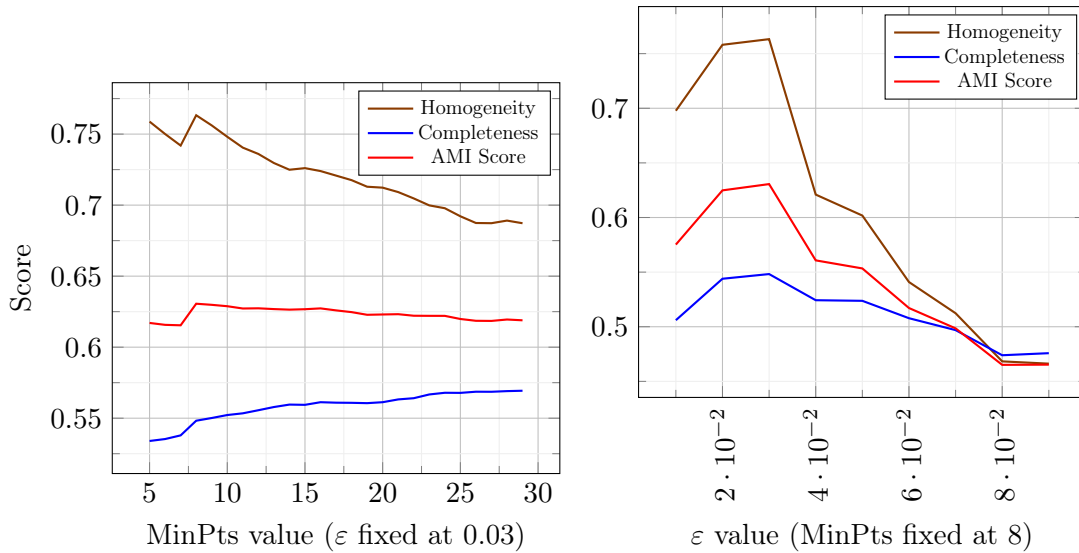 Score
0.75
0.7
0.65
0.6
0.55
5 10 15 20 25 30
MinPts value (ε fixed at 0.03)
Homogeneity
Completeness
AMI Score
0.7
0.6
0.5
2 · 10⁻²
4 · 10⁻²
6 · 10⁻²
8 · 10⁻²
ε value (MinPts fixed at 8)
Homogeneity
Completeness
AMI Score